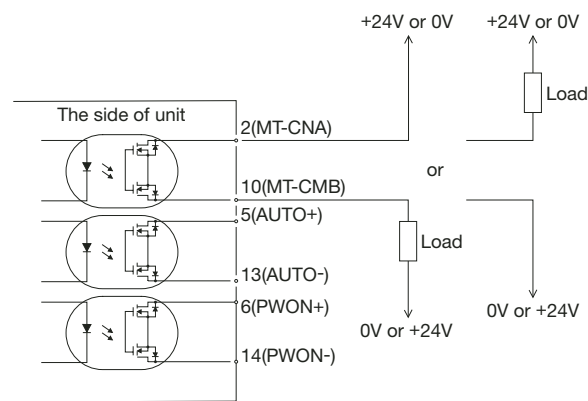 +24V or 0V
+24V or 0V
Load
The side of unit
2(MT-CNA)
or
10(MT-CMB)
5(AUTO+)
Load
13(AUTO-)
6(PWON+)
0V or +24V
0V or +24V
14(PWON-)